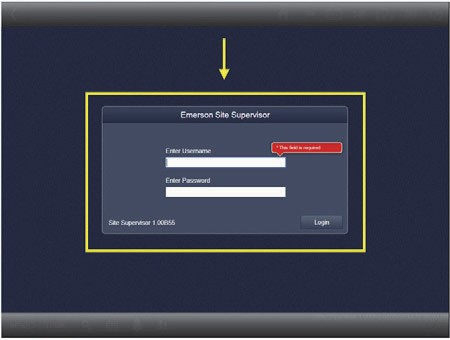 Emerson Site Supervisor
* This field is required
Enter Username
Enter Password
Site Supervisor 1.00B55
Login